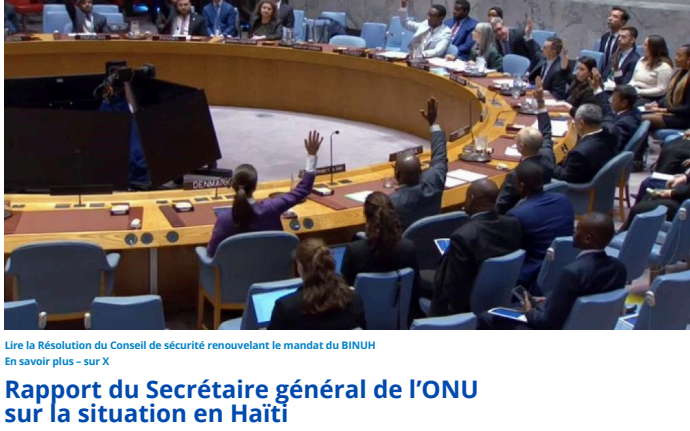 DENMARK
Lire la Résolution du Conseil de sécurité renouvelant le mandat du BINUH
En savoir plus – sur X
Rapport du Secrétaire général de l’ONU
sur la situation en Haïti